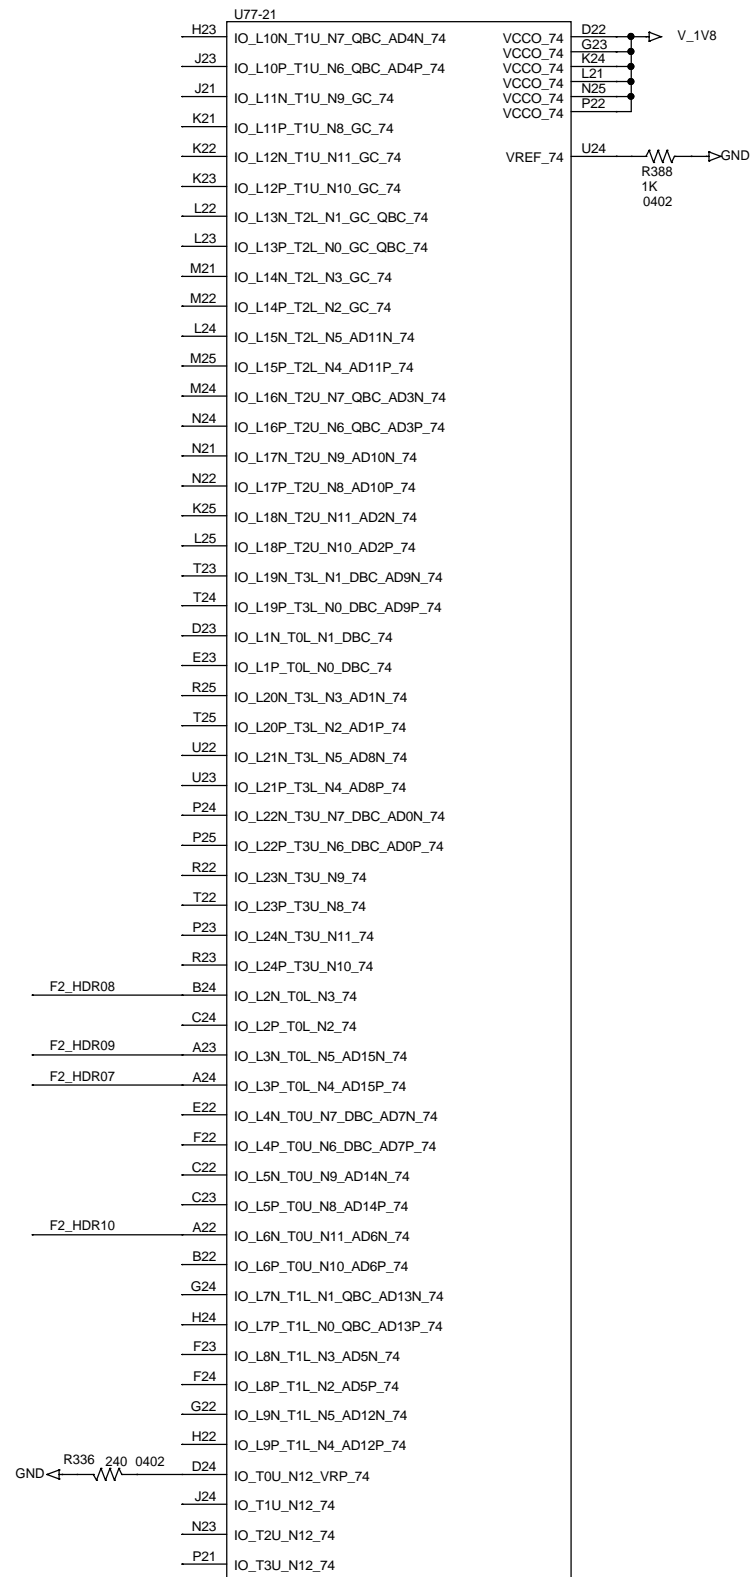 U77-21
H23 IO_L10N_T1U_N7_QBC_AD4N_74 VCCO_74 D22 V_1V8
VCCO_74 G23
J23 IO_L10P_T1U_N6_QBC_AD4P_74 VCCO_74 K24
VCCO_74 L21
J21 IO_L11N_T1U_N9_GC_74 VCCO_74 N25
VCCO_74 P22
K21 IO_L11P_T1U_N8_GC_74
K22 IO_L12N_T1U_N11_GC_74 VREF_74 U24 GND
R388
1K
0402
K23 IO_L12P_T1U_N10_GC_74
L22 IO_L13N_T2L_N1_GC_QBC_74
L23 IO_L13P_T2L_N0_GC_QBC_74
M21 IO_L14N_T2L_N3_GC_74
M22 IO_L14P_T2L_N2_GC_74
L24 IO_L15N_T2L_N5_AD11N_74
M25 IO_L15P_T2L_N4_AD11P_74
M24 IO_L16N_T2U_N7_QBC_AD3N_74
N24 IO_L16P_T2U_N6_QBC_AD3P_74
N21 IO_L17N_T2U_N9_AD10N_74
N22 IO_L17P_T2U_N8_AD10P_74
K25 IO_L18N_T2U_N11_AD2N_74
L25 IO_L18P_T2U_N10_AD2P_74
T23 IO_L19N_T3L_N1_DBC_AD9N_74
T24 IO_L19P_T3L_N0_DBC_AD9P_74
D23 IO_L1N_T0L_N1_DBC_74
E23 IO_L1P_T0L_N0_DBC_74
R25 IO_L20N_T3L_N3_AD1N_74
T25 IO_L20P_T3L_N2_AD1P_74
U22 IO_L21N_T3L_N5_AD8N_74
U23 IO_L21P_T3L_N4_AD8P_74
P24 IO_L22N_T3U_N7_DBC_AD0N_74
P25 IO_L22P_T3U_N6_DBC_AD0P_74
R22 IO_L23N_T3U_N9_74
T22 IO_L23P_T3U_N8_74
P23 IO_L24N_T3U_N11_74
R23 IO_L24P_T3U_N10_74
F2_HDR08 B24 IO_L2N_T0L_N3_74
C24 IO_L2P_T0L_N2_74
F2_HDR09 A23 IO_L3N_T0L_N5_AD15N_74
F2_HDR07 A24 IO_L3P_T0L_N4_AD15P_74
E22 IO_L4N_T0U_N7_DBC_AD7N_74
F22 IO_L4P_T0U_N6_DBC_AD7P_74
C22 IO_L5N_T0U_N9_AD14N_74
C23 IO_L5P_T0U_N8_AD14P_74
F2_HDR10 A22 IO_L6N_T0U_N11_AD6N_74
B22 IO_L6P_T0U_N10_AD6P_74
G24 IO_L7N_T1L_N1_QBC_AD13N_74
H24 IO_L7P_T1L_N0_QBC_AD13P_74
F23 IO_L8N_T1L_N3_AD5N_74
F24 IO_L8P_T1L_N2_AD5P_74
G22 IO_L9N_T1L_N5_AD12N_74
H22 IO_L9P_T1L_N4_AD12P_74
GND R336 240 0402 D24 IO_T0U_N12_VRP_74
J24 IO_T1U_N12_74
N23 IO_T2U_N12_74
P21 IO_T3U_N12_74